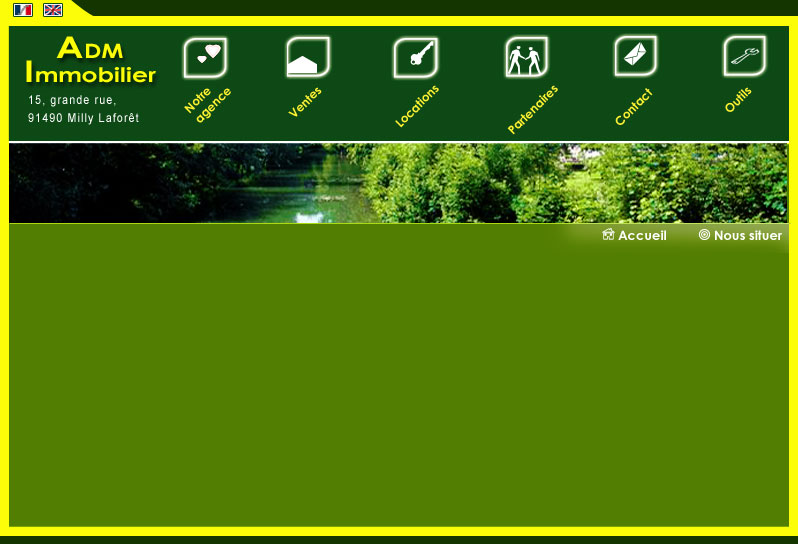 ADM
Immobilier
15, grande rue,
91490 Milly Laforêt
Notre
agence
Ventes
Locations
Partenaires
Contact
Outils
Accueil
Nous situer